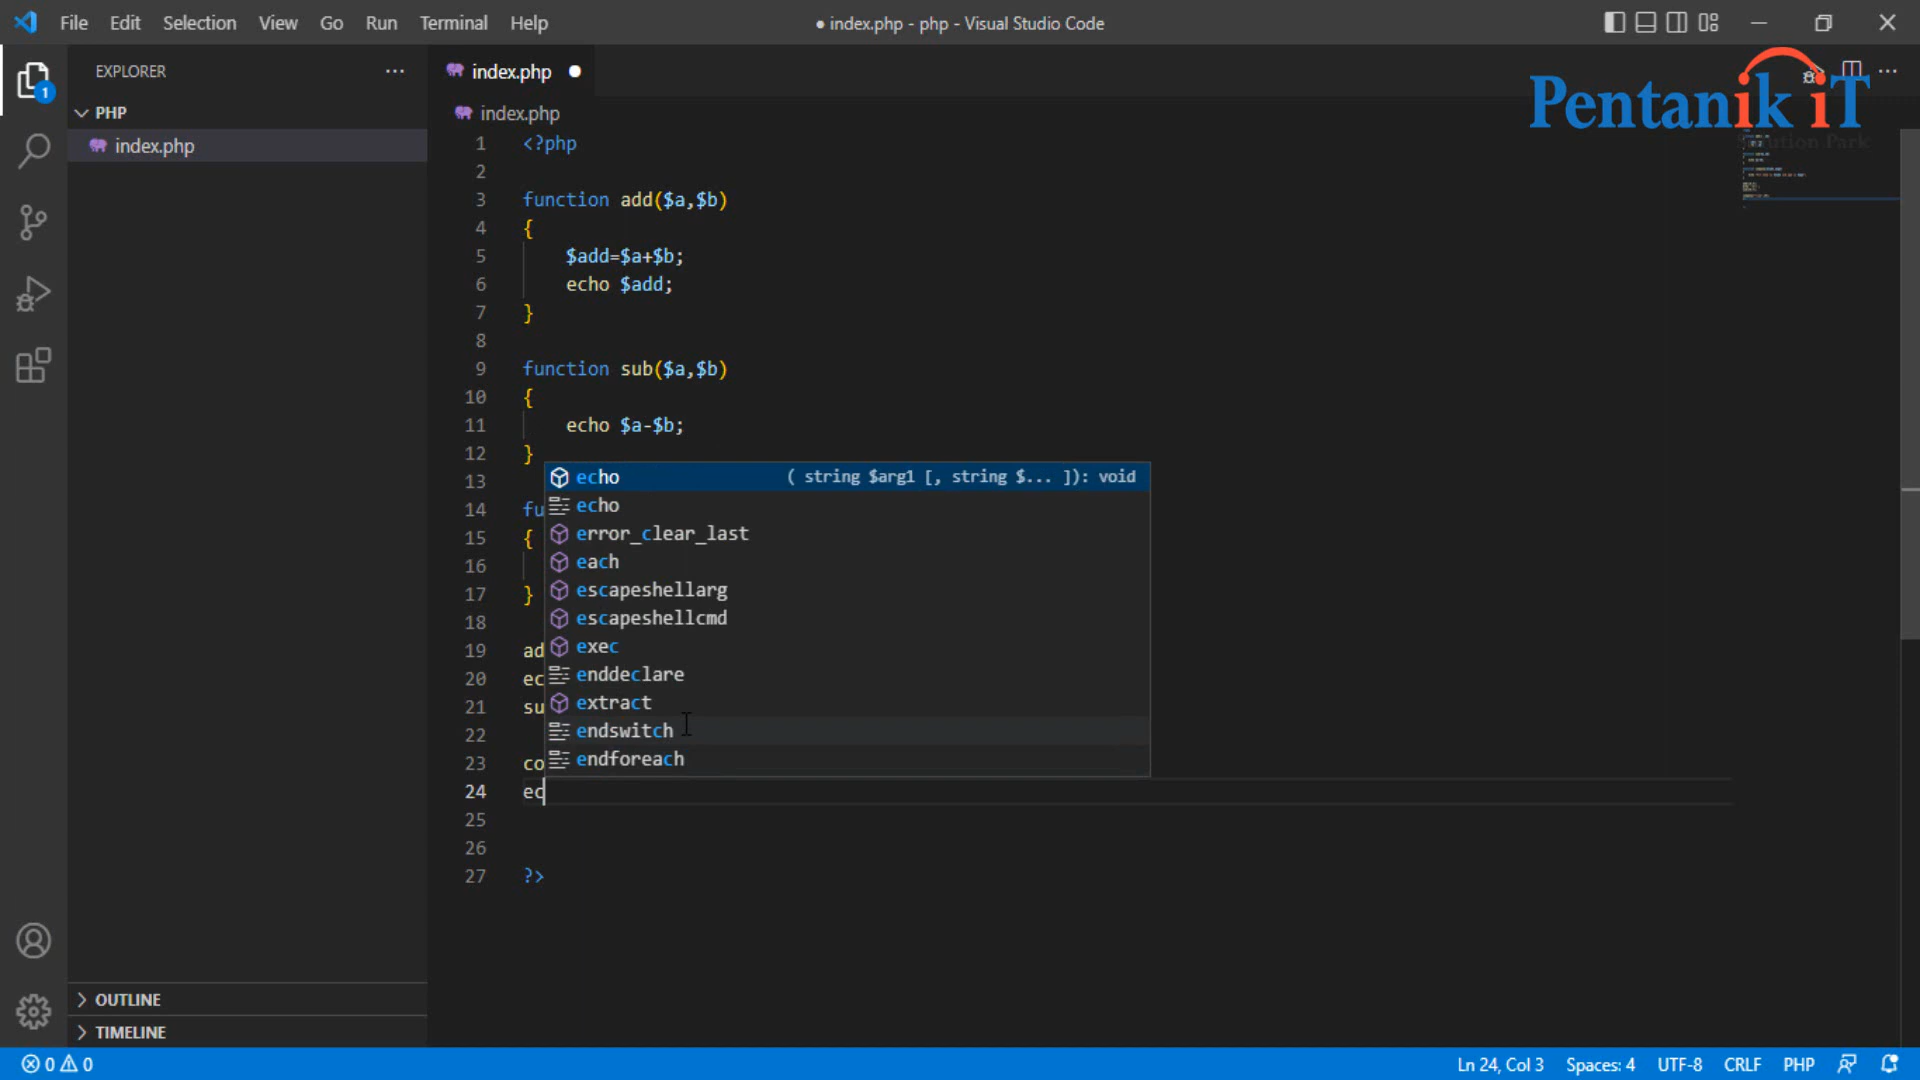 File Edit Selection View Go Run Terminal Help
● index.php - php - Visual Studio Code
EXPLORER
index.php ●
PHP
index.php
index.php
Pentanik iT
1 <?php
2
3 function add($a,$b)
4 {
5 $add=$a+$b;
6 echo $add;
7 }
8
9 function sub($a,$b)
10 {
11 echo $a-$b;
12 }
13
14 fu
15 {
16
17 }
18
19 ad
20 ec
21 su
22
23 co
24 ec
25
26
27 ?>
echo ( string $arg1 [, string $... ]): void
echo
error_clear_last
each
escapeshellarg
escapeshellcmd
exec
enddeclare
extract
endswitch
endforeach
1
OUTLINE
TIMELINE
0 0
Ln 24, Col 3 Spaces: 4 UTF-8 CRLF PHP